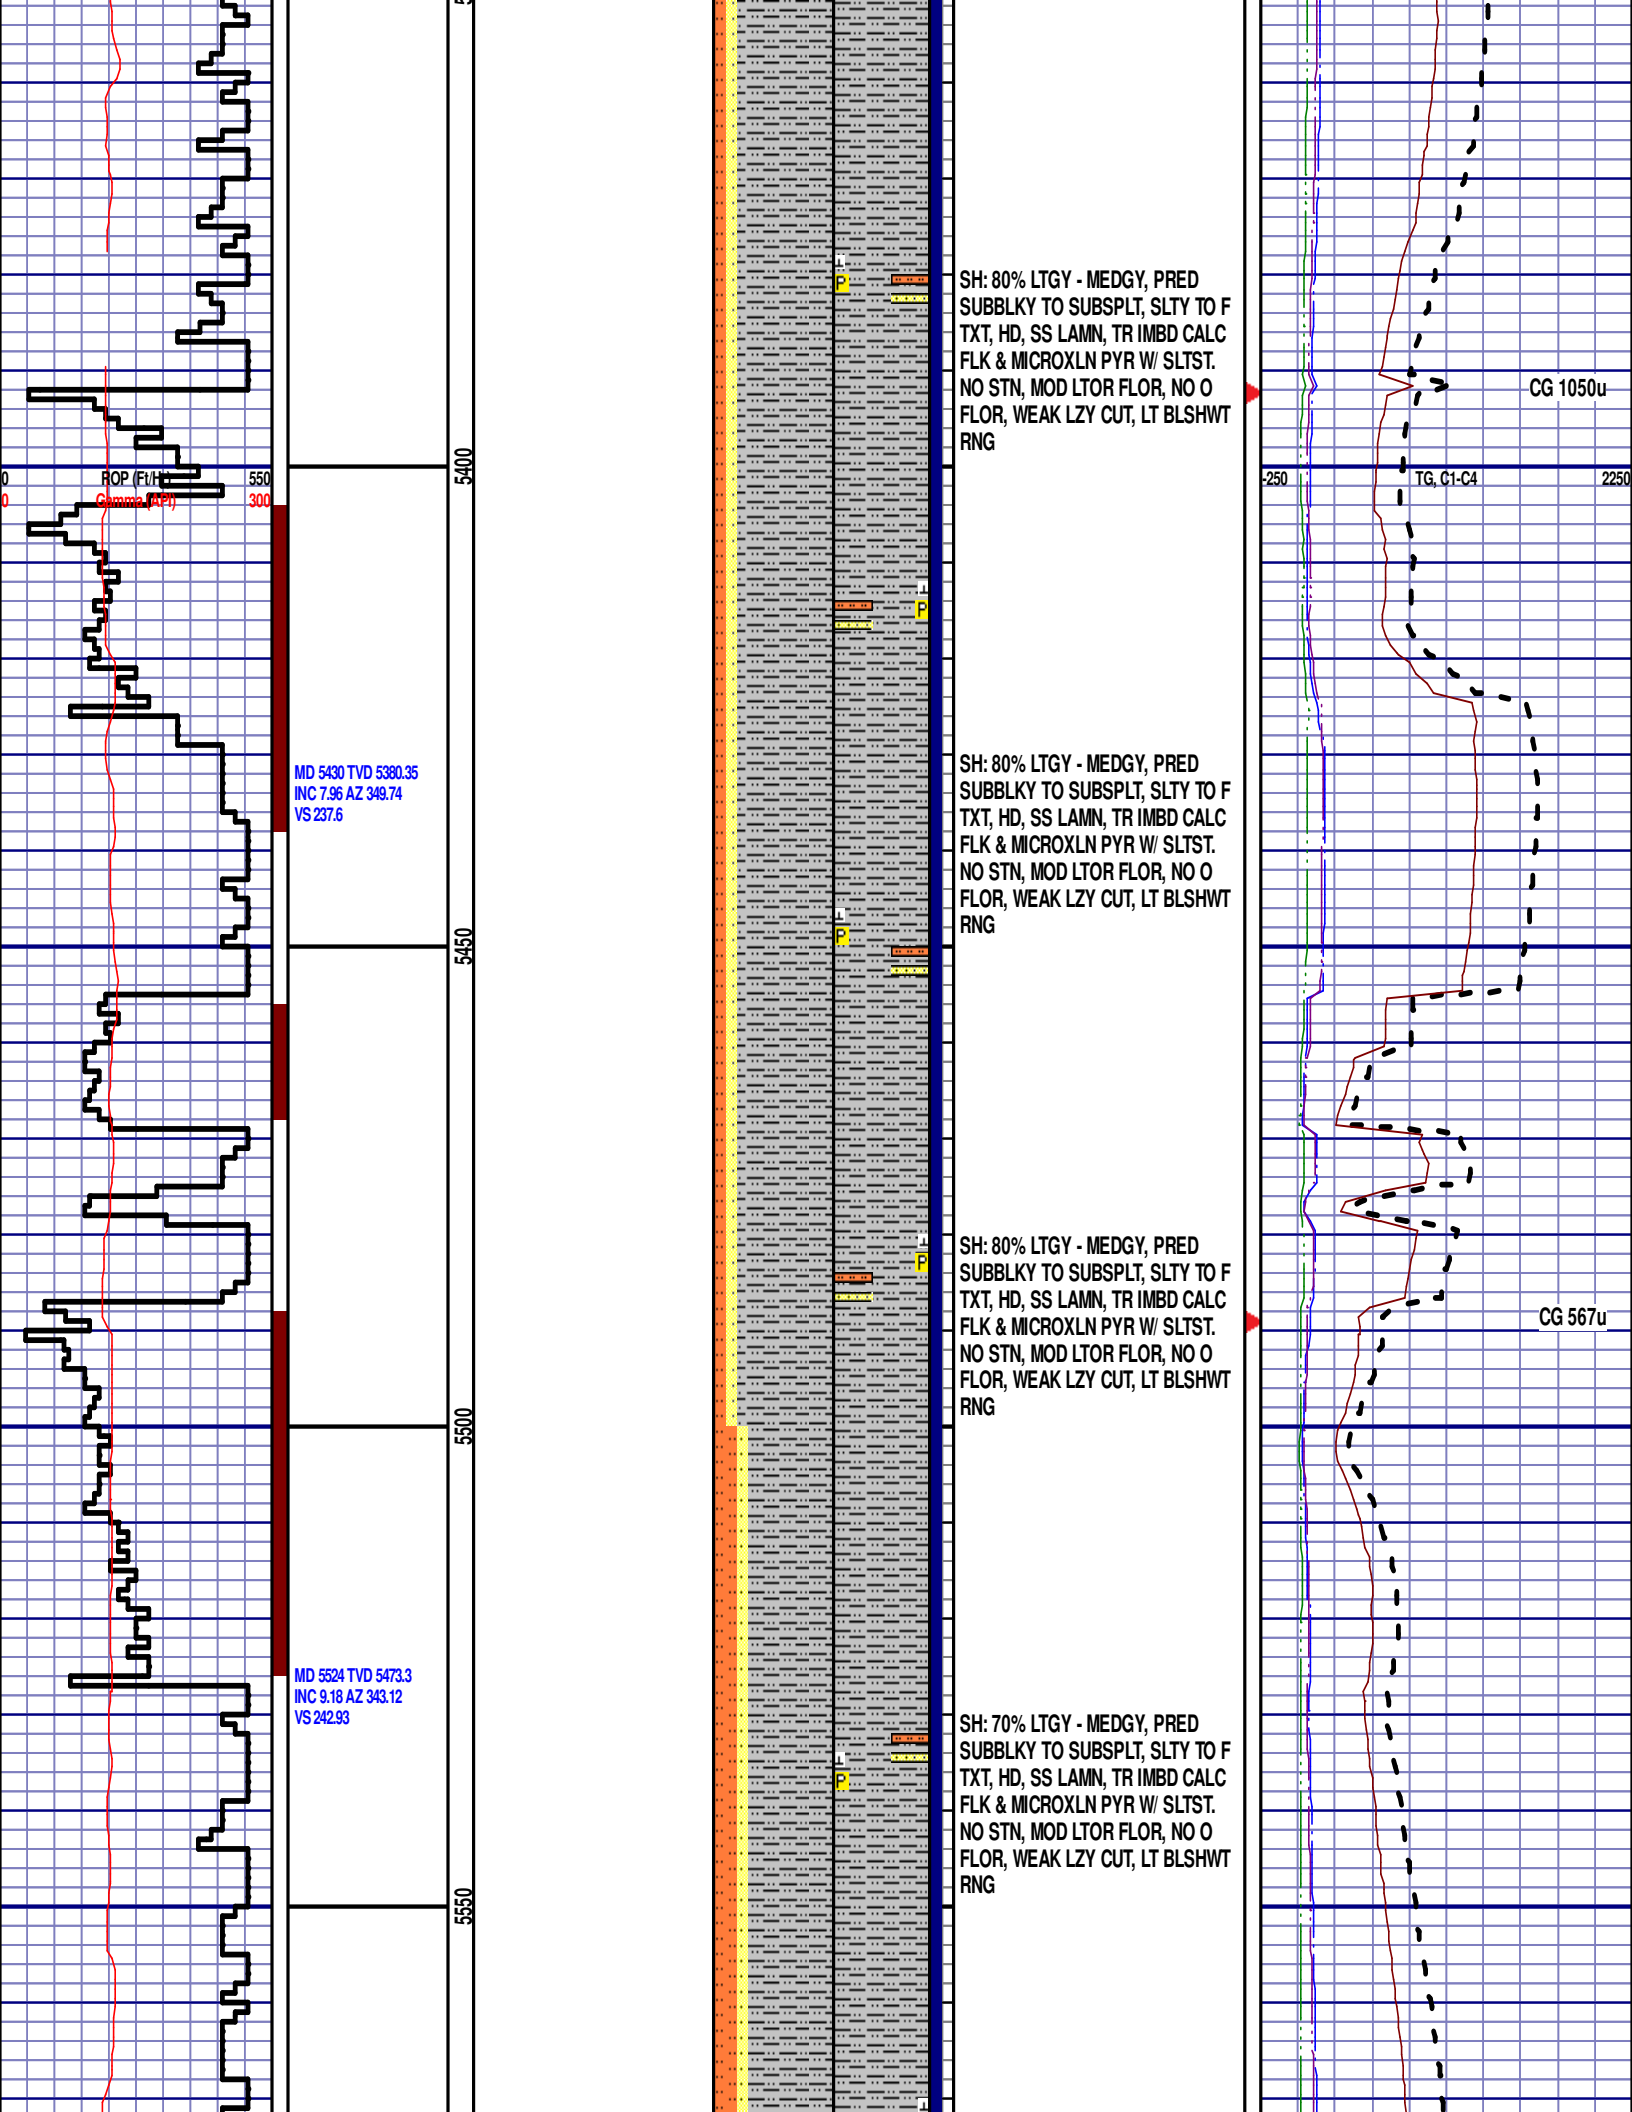 SH: 80% LTGY - MEDGY, PRED
SUBBLKY TO SUBSPLT, SLTY TO F
TXT, HD, SS LAMN, TR IMBD CALC
FLK & MICROXLN PYR W/ SLTST.
NO STN, MOD LTOR FLOR, NO O
FLOR, WEAK LZY CUT, LT BLSHWT
RNG
P
CG 1050u
5400
0
ROP (Ft/Hr)
550
0
Gamma (API)
300
-250
TG, C1-C4
2250
P
MD 5430 TVD 5380.35
INC 7.96 AZ 349.74
VS 237.6
SH: 80% LTGY - MEDGY, PRED
SUBBLKY TO SUBSPLT, SLTY TO F
TXT, HD, SS LAMN, TR IMBD CALC
FLK & MICROXLN PYR W/ SLTST.
NO STN, MOD LTOR FLOR, NO O
FLOR, WEAK LZY CUT, LT BLSHWT
RNG
P
5450
SH: 80% LTGY - MEDGY, PRED
SUBBLKY TO SUBSPLT, SLTY TO F
TXT, HD, SS LAMN, TR IMBD CALC
FLK & MICROXLN PYR W/ SLTST.
NO STN, MOD LTOR FLOR, NO O
FLOR, WEAK LZY CUT, LT BLSHWT
RNG
P
CG 567u
5500
MD 5524 TVD 5473.3
INC 9.18 AZ 343.12
VS 242.93
SH: 70% LTGY - MEDGY, PRED
SUBBLKY TO SUBSPLT, SLTY TO F
TXT, HD, SS LAMN, TR IMBD CALC
FLK & MICROXLN PYR W/ SLTST.
NO STN, MOD LTOR FLOR, NO O
FLOR, WEAK LZY CUT, LT BLSHWT
RNG
P
5550